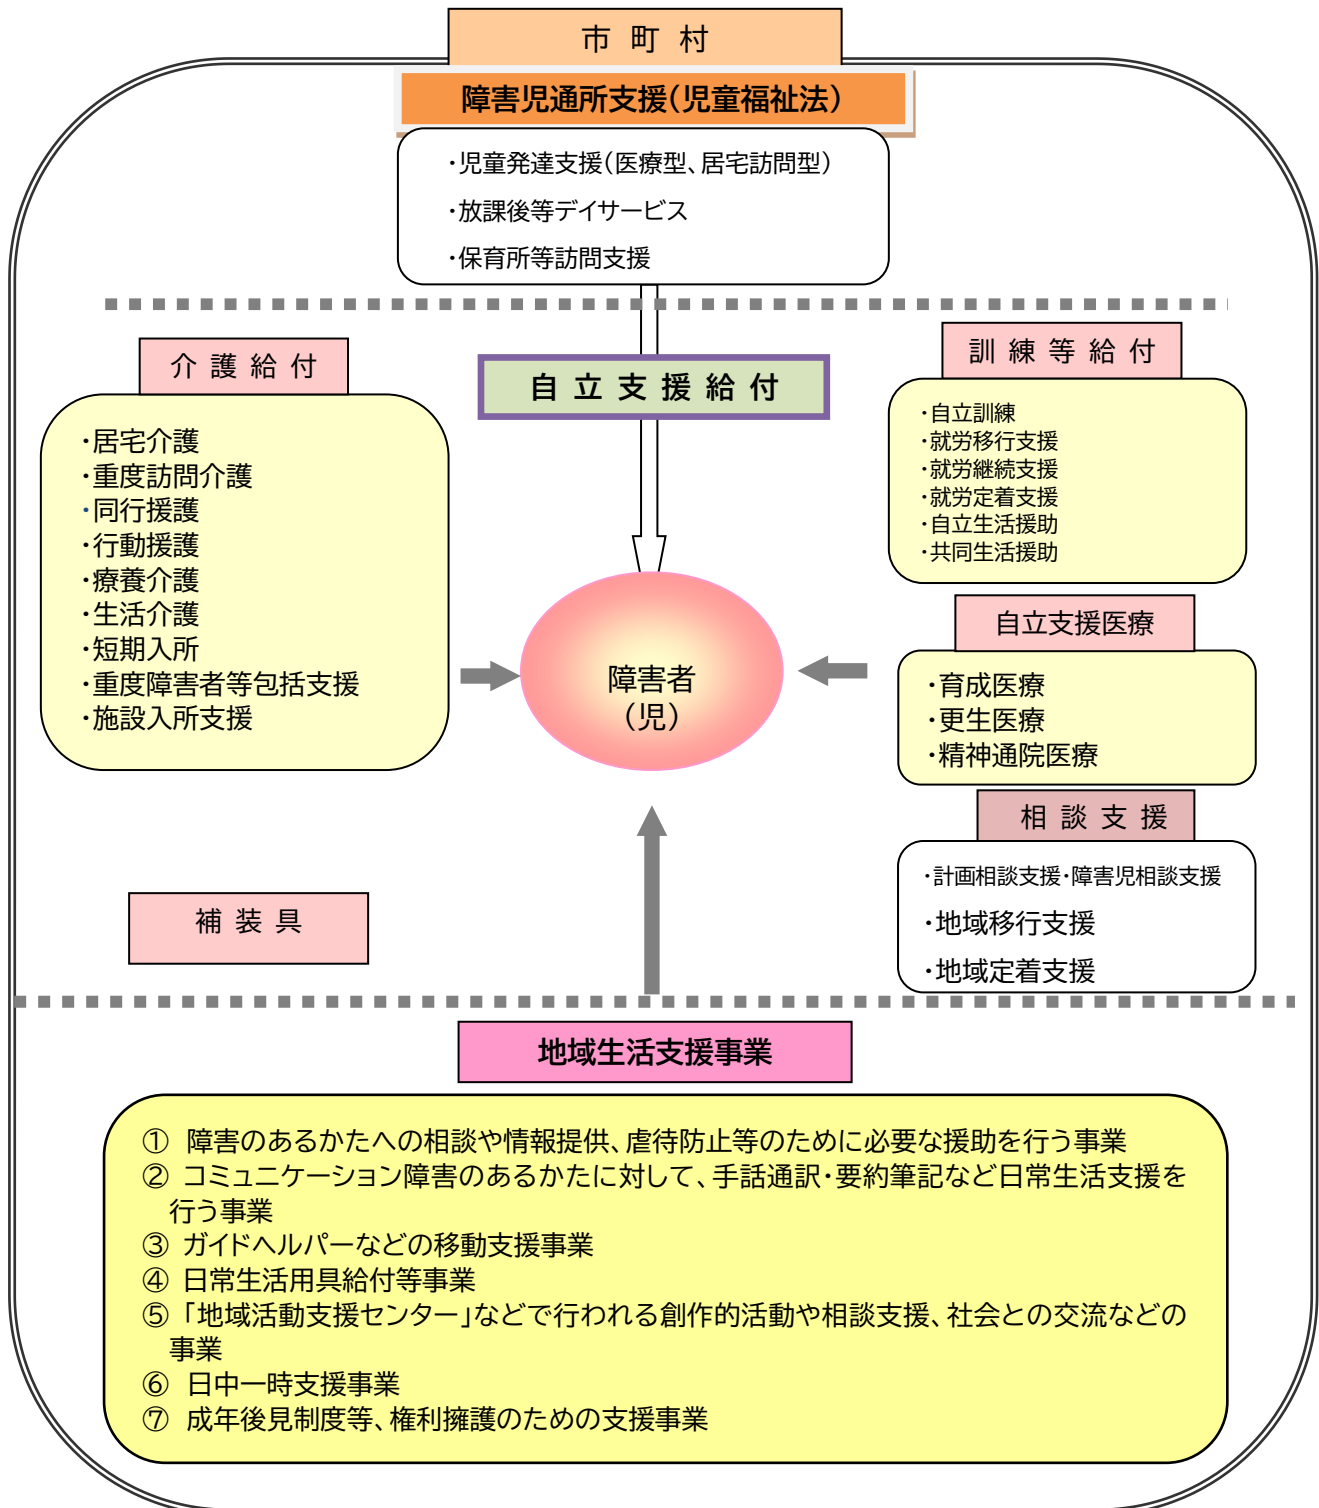 市 町 村
障害児通所支援(児童福祉法)
・児童発達支援(医療型、居宅訪問型)
・放課後等デイサービス
・保育所等訪問支援
介 護 給 付
・居宅介護
・重度訪問介護
・同行援護
・行動援護
・療養介護
・生活介護
・短期入所
・重度障害者等包括支援
・施設入所支援
自 立 支 援 給 付
訓 練 等 給 付
・自立訓練
・就労移行支援
・就労継続支援
・就労定着支援
・自立生活援助
・共同生活援助
障害者
(児)
自立支援医療
・育成医療
・更生医療
・精神通院医療
相 談 支 援
・計画相談支援・障害児相談支援
・地域移行支援
・地域定着支援
補 装 具
地域生活支援事業
① 障害のあるかたへの相談や情報提供、虐待防止等のために必要な援助を行う事業
② コミュニケーション障害のあるかたに対して、手話通訳・要約筆記など日常生活支援を
行う事業
③ ガイドヘルパーなどの移動支援事業
④ 日常生活用具給付等事業
⑤ 「地域活動支援センター」などで行われる創作的活動や相談支援、社会との交流などの
事業
⑥ 日中一時支援事業
⑦ 成年後見制度等、権利擁護のための支援事業